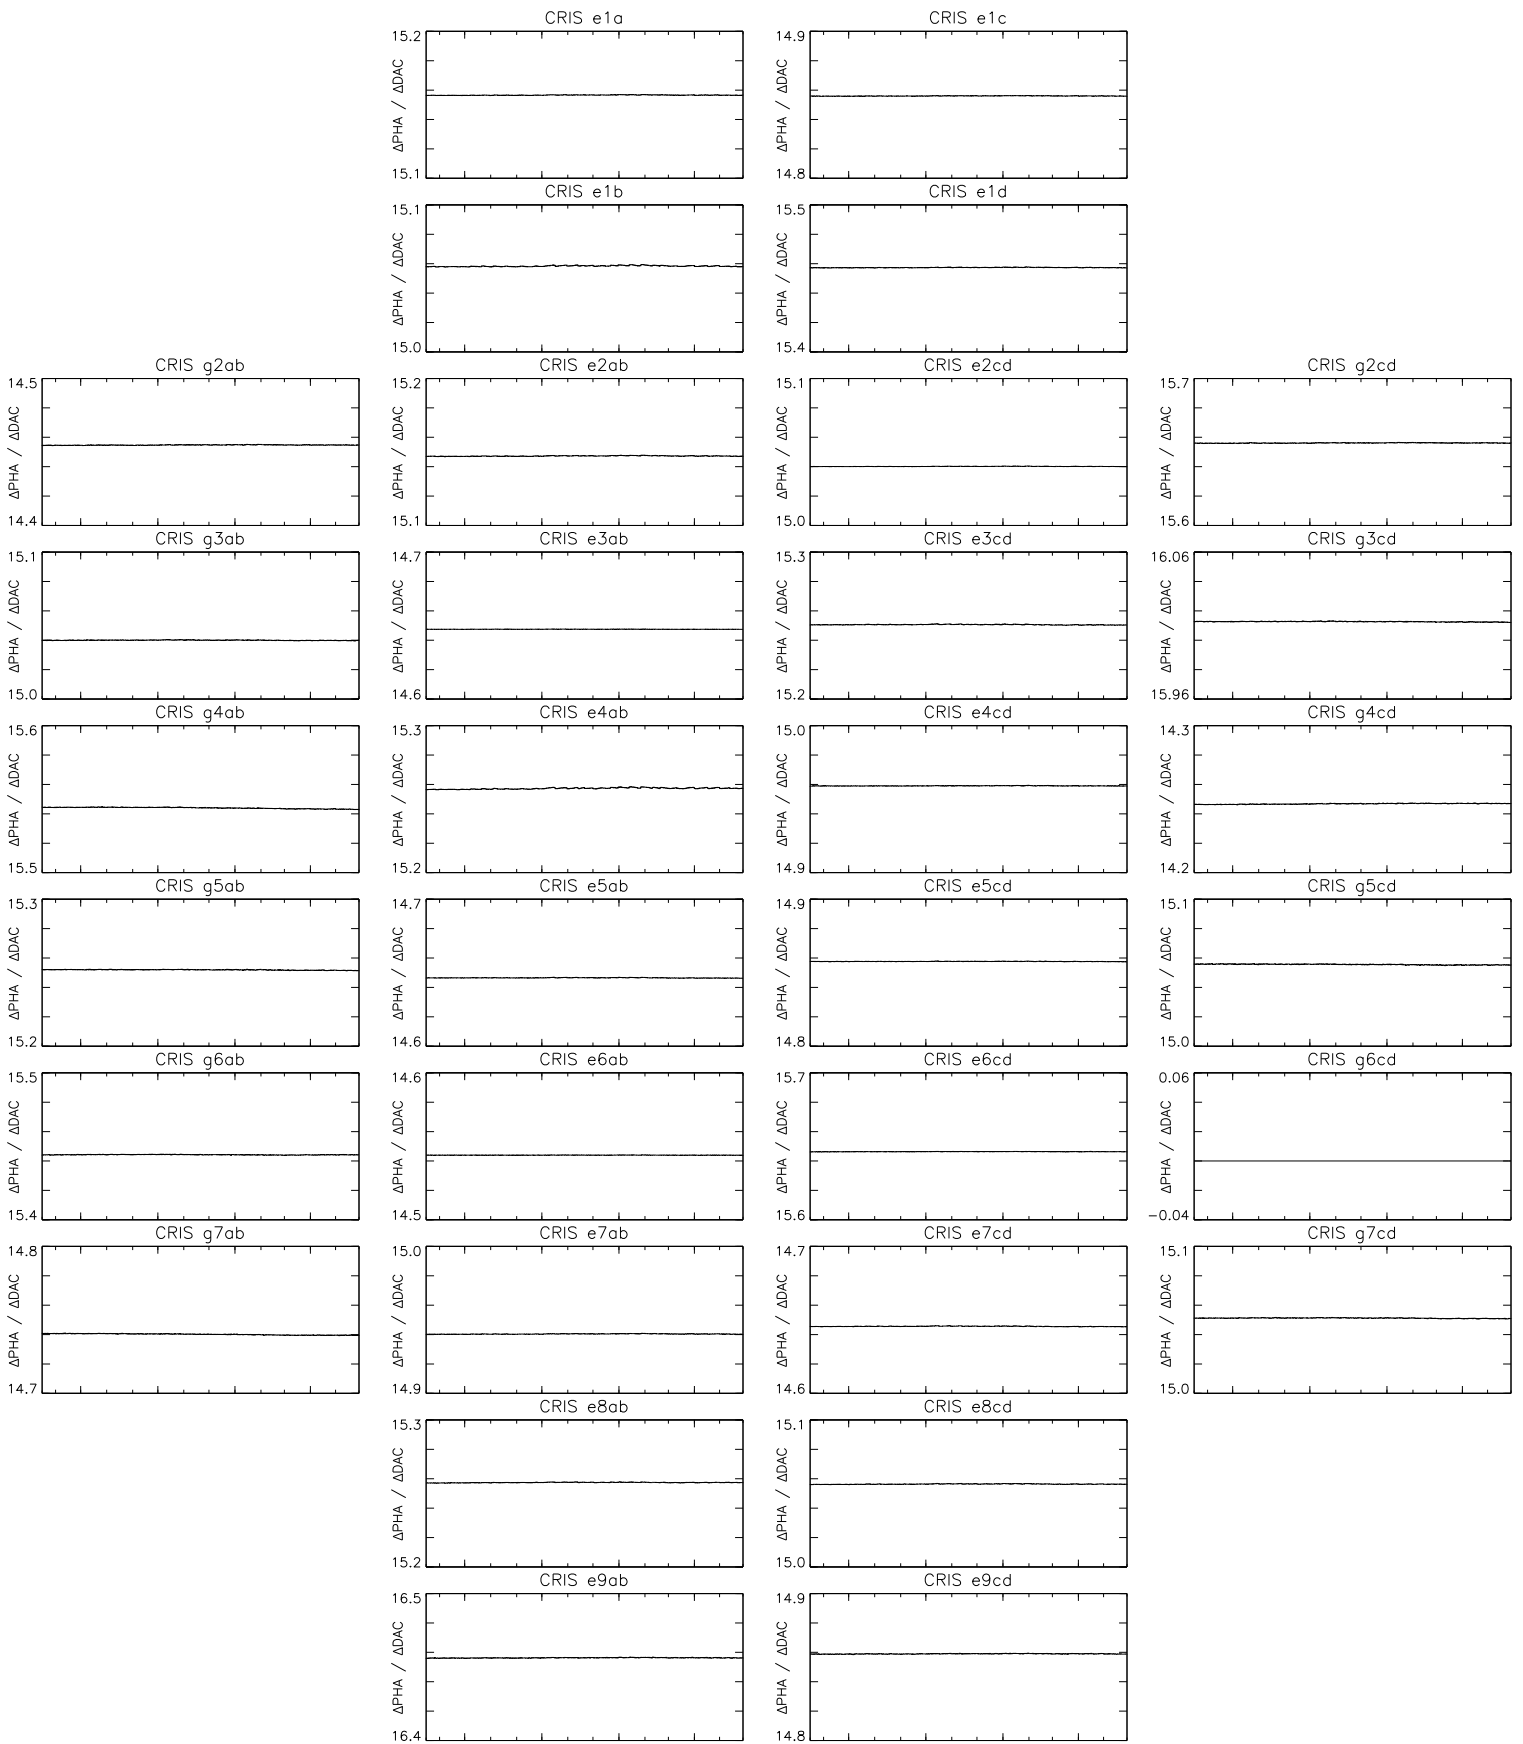 CRIS e1a
15.2
ΔPHA / ΔDAC
15.1
CRIS e1c
14.9
ΔPHA / ΔDAC
14.8
CRIS e1b
15.1
ΔPHA / ΔDAC
15.0
CRIS e1d
15.5
ΔPHA / ΔDAC
15.4
CRIS g2ab
14.5
ΔPHA / ΔDAC
14.4
CRIS e2ab
15.2
ΔPHA / ΔDAC
15.1
CRIS e2cd
15.1
ΔPHA / ΔDAC
15.0
CRIS g2cd
15.7
ΔPHA / ΔDAC
15.6
CRIS g3ab
15.1
ΔPHA / ΔDAC
15.0
CRIS e3ab
14.7
ΔPHA / ΔDAC
14.6
CRIS e3cd
15.3
ΔPHA / ΔDAC
15.2
CRIS g3cd
16.06
ΔPHA / ΔDAC
15.96
CRIS g4ab
15.6
ΔPHA / ΔDAC
15.5
CRIS e4ab
15.3
ΔPHA / ΔDAC
15.2
CRIS e4cd
15.0
ΔPHA / ΔDAC
14.9
CRIS g4cd
14.3
ΔPHA / ΔDAC
14.2
CRIS g5ab
15.3
ΔPHA / ΔDAC
15.2
CRIS e5ab
14.7
ΔPHA / ΔDAC
14.6
CRIS e5cd
14.9
ΔPHA / ΔDAC
14.8
CRIS g5cd
15.1
ΔPHA / ΔDAC
15.0
CRIS g6ab
15.5
ΔPHA / ΔDAC
15.4
CRIS e6ab
14.6
ΔPHA / ΔDAC
14.5
CRIS e6cd
15.7
ΔPHA / ΔDAC
15.6
CRIS g6cd
0.06
ΔPHA / ΔDAC
−0.04
CRIS g7ab
14.8
ΔPHA / ΔDAC
14.7
CRIS e7ab
15.0
ΔPHA / ΔDAC
14.9
CRIS e7cd
14.7
ΔPHA / ΔDAC
14.6
CRIS g7cd
15.1
ΔPHA / ΔDAC
15.0
CRIS e8ab
15.3
ΔPHA / ΔDAC
15.2
CRIS e8cd
15.1
ΔPHA / ΔDAC
15.0
CRIS e9ab
16.5
ΔPHA / ΔDAC
16.4
CRIS e9cd
14.9
ΔPHA / ΔDAC
14.8